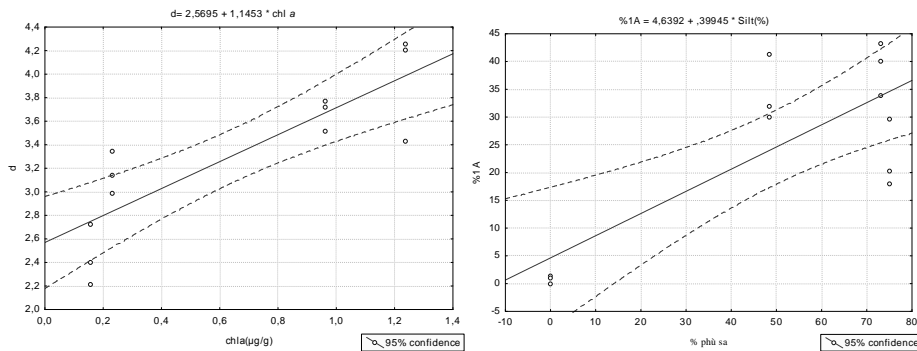 d= 2,5695 + 1,1453 * chl a
4,4
4,2
4,0
3,8
3,6
3,4
3,2
3,0
2,8
2,6
2,4
2,2
2,0
d
0,0 0,2 0,4 0,6 0,8 1,0 1,2 1,4
chla(µg/g)
95% confidence
%1A = 4,6392 + ,39945 * Silt(%)
45
40
35
30
25
20
15
10
5
0
-5
%1A
-10 0 10 20 30 40 50 60 70 80
% phù sa
95% confidence